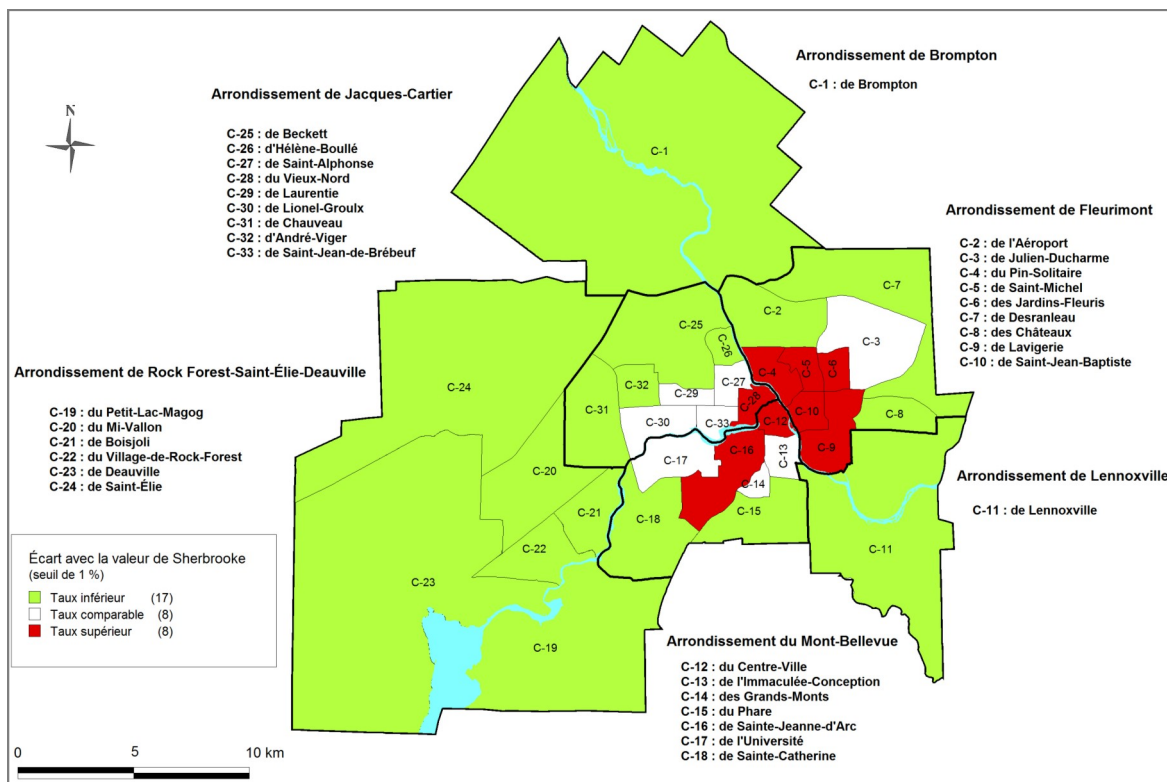 Arrondissement de Brompton
C-1 : de Brompton
Arrondissement de Jacques-Cartier
C-25 : de Beckett
C-26 : d'Hélène-Boullé
C-27 : de Saint-Alphonse
C-28 : du Vieux-Nord
C-29 : de Laurentie
C-30 : de Lionel-Groulx
C-31 : de Chauveau
C-32 : d'André-Viger
C-33 : de Saint-Jean-de-Brébeuf
N
Arrondissement de Fleurimont
C-2 : de l'Aéroport
C-3 : de Julien-Ducharme
C-4 : du Pin-Solitaire
C-5 : de Saint-Michel
C-6 : des Jardins-Fleuris
C-7 : de Desranleau
C-8 : des Châteaux
C-9 : de Lavigerie
C-10 : de Saint-Jean-Baptiste
Arrondissement de Rock Forest-Saint-Élie-Deauville
C-19 : du Petit-Lac-Magog
C-20 : du Mi-Vallon
C-21 : de Boisjoli
C-22 : du Village-de-Rock-Forest
C-23 : de Deauville
C-24 : de Saint-Élie
Arrondissement de Lennoxville
C-11 : de Lennoxville
Écart avec la valeur de Sherbrooke
(seuil de 1 %)
Taux inférieur (17)
Taux comparable (8)
Taux supérieur (8)
Arrondissement du Mont-Bellevue
C-12 : du Centre-Ville
C-13 : de l'Immaculée-Conception
C-14 : des Grands-Monts
C-15 : du Phare
C-16 : de Sainte-Jeanne-d'Arc
C-17 : de l'Université
C-18 : de Sainte-Catherine
0 5 10 km
C-1
C-7
C-2
C-25
C-26
C-3
C-4
C-5
C-6
C-27
C-32
C-29
C-28
C-24
C-31
C-30
C-33
C-12
C-10
C-8
C-9
C-16
C-13
C-17
C-14
C-20
C-21
C-18
C-15
C-22
C-11
C-23
C-19